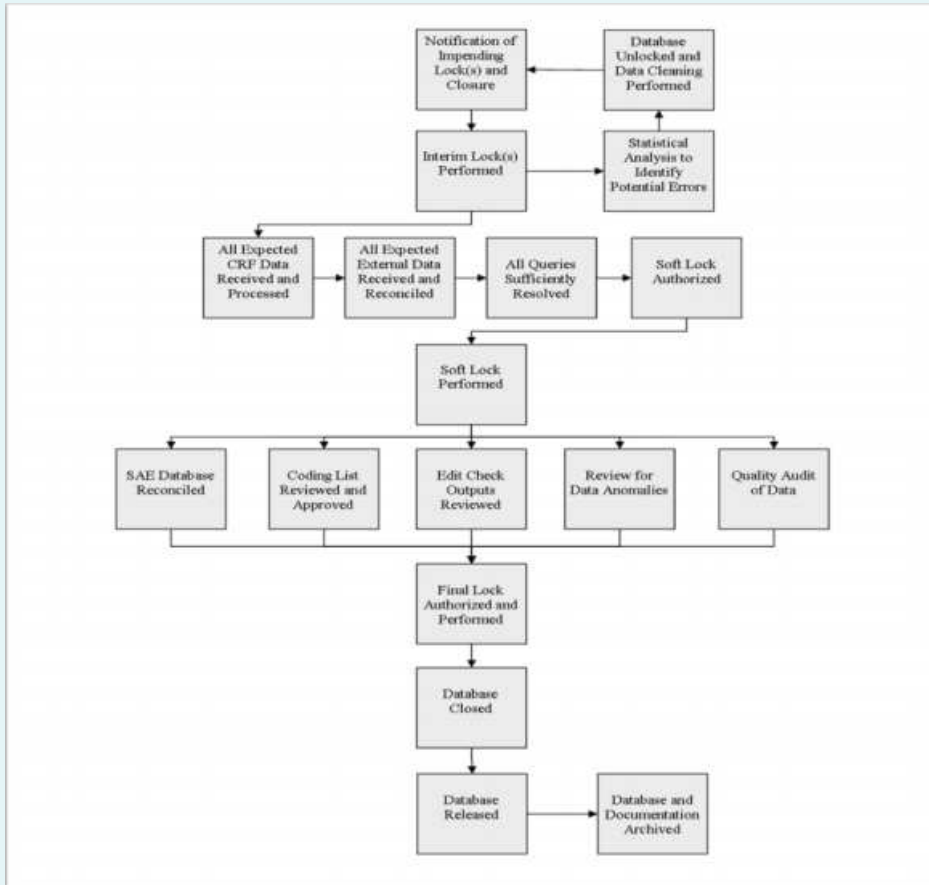 Notification of
Impending
Lock(s) and
Closure
Database
Unlocked and
Data Cleaning
Performed
Interim Lock(s)
Performed
Statistical
Analysis to
Identify
Potential Errors
All Expected
CRF Data
Received and
Processed
All Expected
External Data
Received and
Reconciled
All Queries
Sufficiently
Resolved
Soft Lock
Authorized
Soft Lock
Performed
SAE Database
Reconciled
Coding List
Reviewed and
Approved
Edit Check
Outputs
Reviewed
Review for
Data Anomalies
Quality Audit
of Data
Final Lock
Authorized and
Performed
Database
Closed
Database
Released
Database and
Documentation
Archived